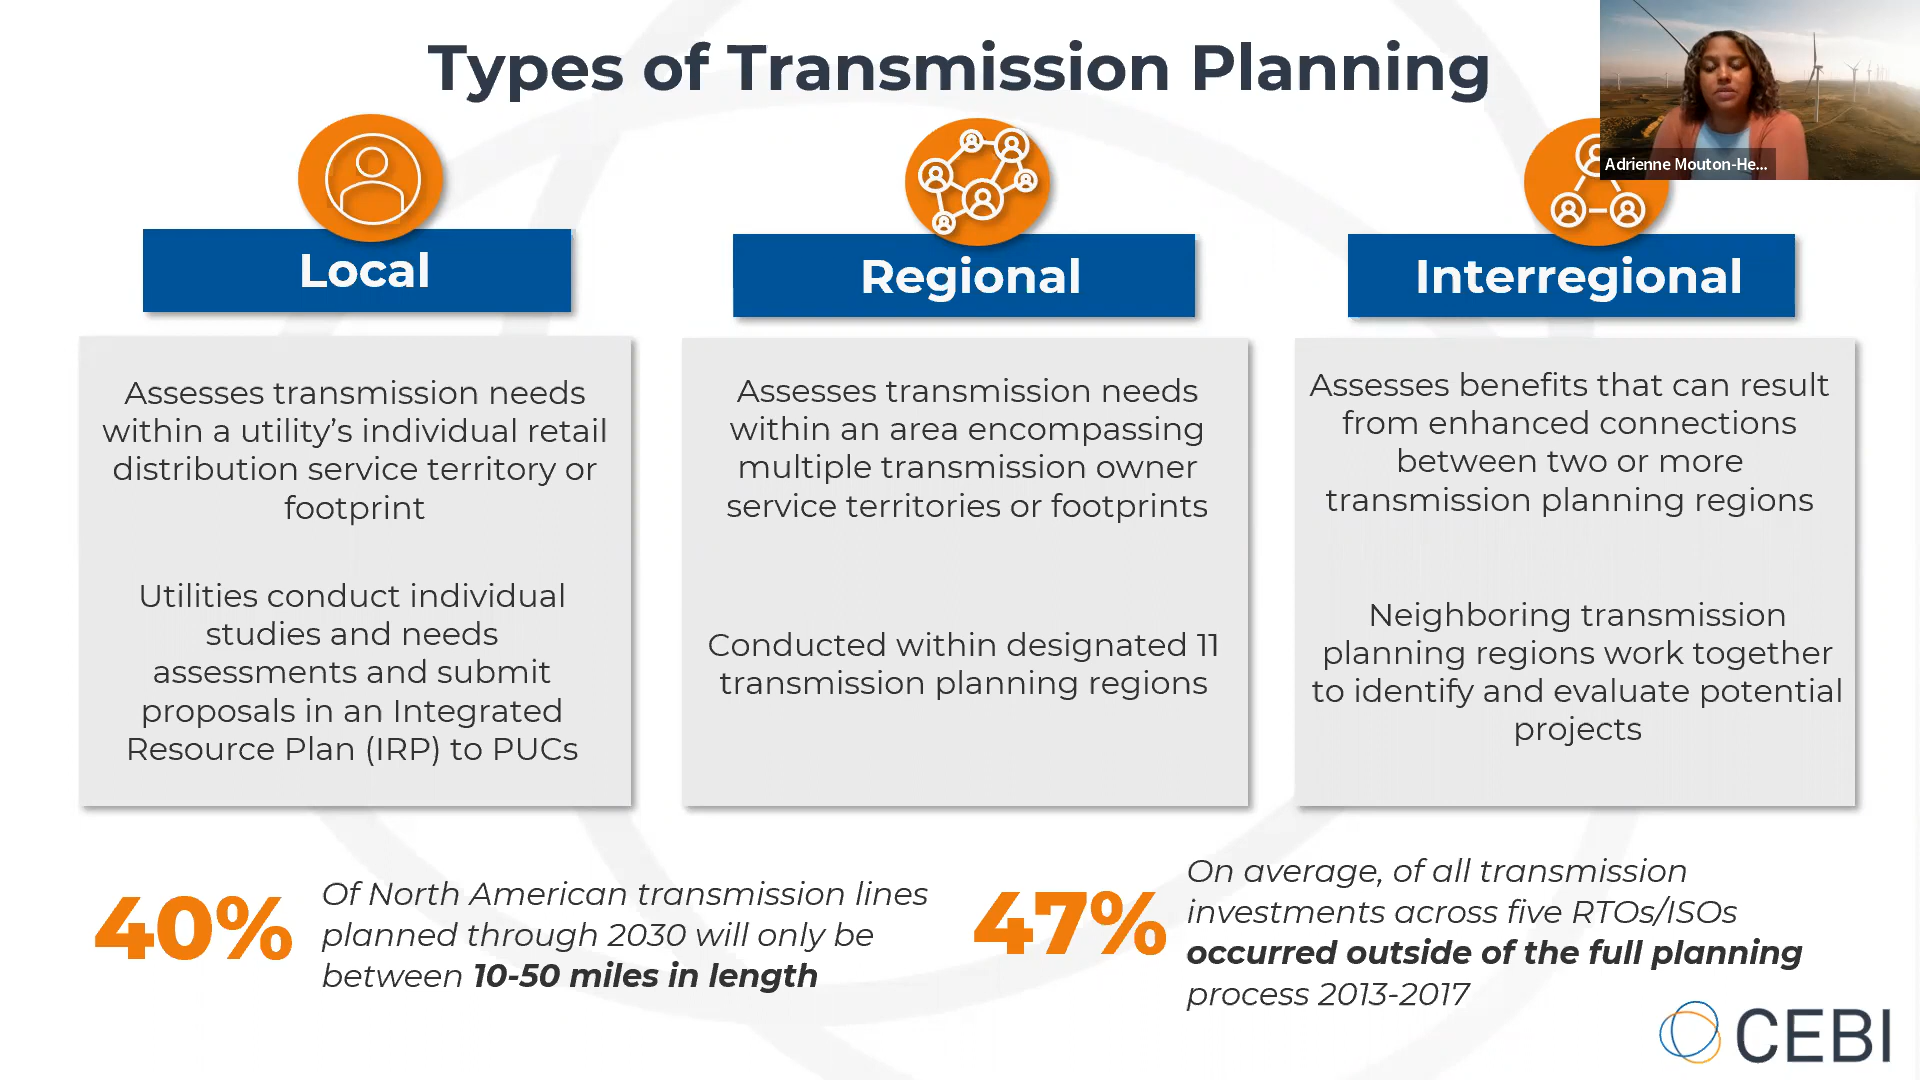 Types of Transmission Planning
Adrienne Mouton-He...
Local
Regional
Interregional
Assesses transmission needs
within a utility’s individual retail
distribution service territory or
footprint
Utilities conduct individual
studies and needs
assessments and submit
proposals in an Integrated
Resource Plan (IRP) to PUCs
Assesses transmission needs
within an area encompassing
multiple transmission owner
service territories or footprints
Conducted within designated 11
transmission planning regions
Assesses benefits that can result
from enhanced connections
between two or more
transmission planning regions
Neighboring transmission
planning regions work together
to identify and evaluate potential
projects
40%
Of North American transmission lines
planned through 2030 will only be
between 10-50 miles in length
47%
On average, of all transmission
investments across five RTOs/ISOs
occurred outside of the full planning
process 2013-2017
CEBI